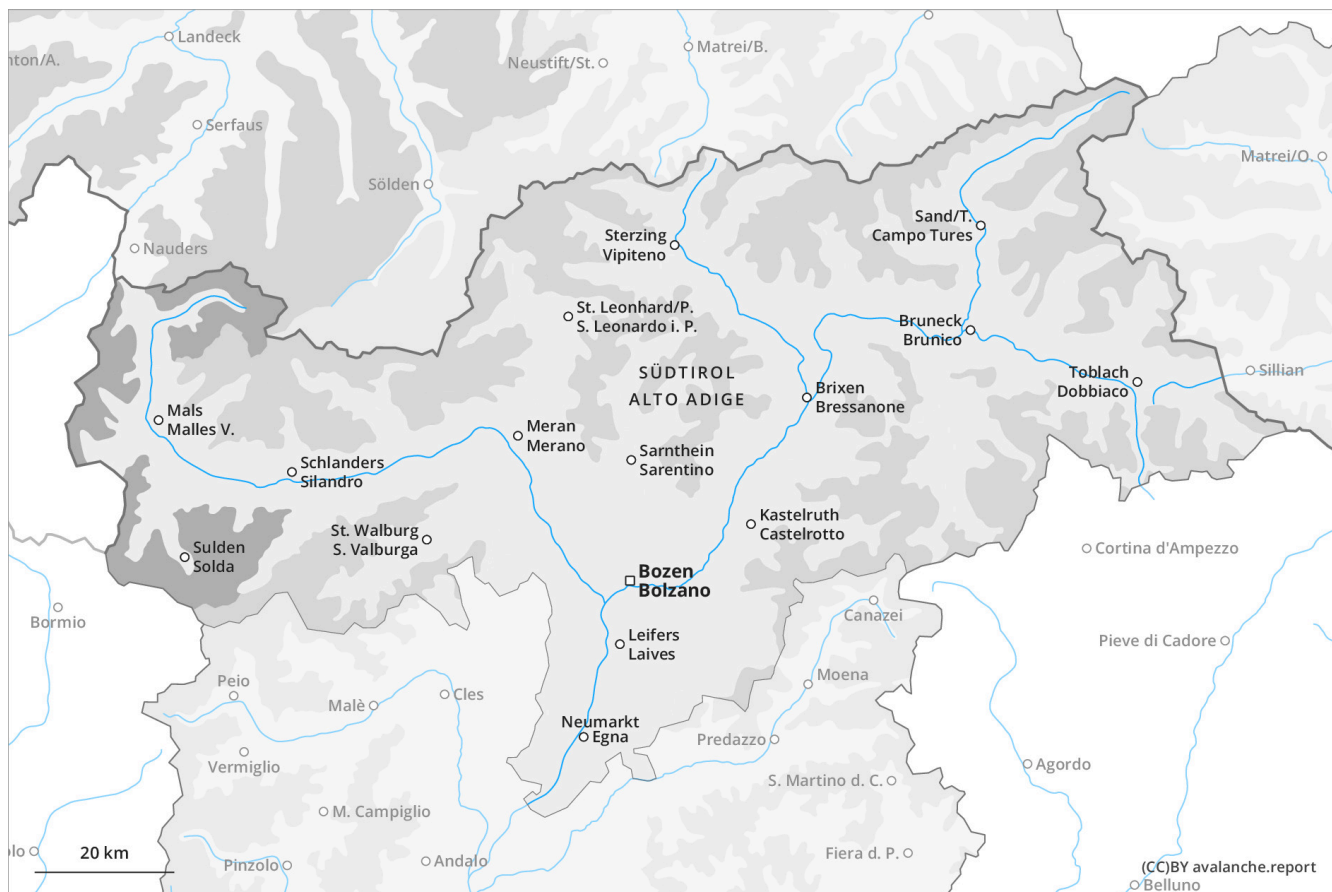 Landeck
nton/A.
Matrei/B.
Neustift/St.
Serfaus
Matrei/O.
Sölden
Sand/T.
Campo Tures
Sterzing
Vipiteno
Nauders
St. Leonhard/P.
S. Leonardo i. P.
Bruneck
Brunico
SÜDTIROL
ALTO ADIGE
Toblach
Dobbiaco
Sillian
Brixen
Bressanone
Mals
Malles V.
Meran
Merano
Sarnthein
Sarentino
Schlanders
Silandro
Kastelruth
Castelrotto
St. Walburg
S. Valburga
Sulden
Solda
Cortina d'Ampezzo
Bozen
Bolzano
Bormio
Canazei
Leifers
Laives
Pieve di Cadore
Peio
Moena
Cles
Malè
Neumarkt
Egna
Predazzo
Vermiglio
Agordo
S. Martino d. C.
M. Campiglio
olo
20 km
Pinzolo
Andalo
Fiera d. P.
(CC)BY avalanche.report
Belluno